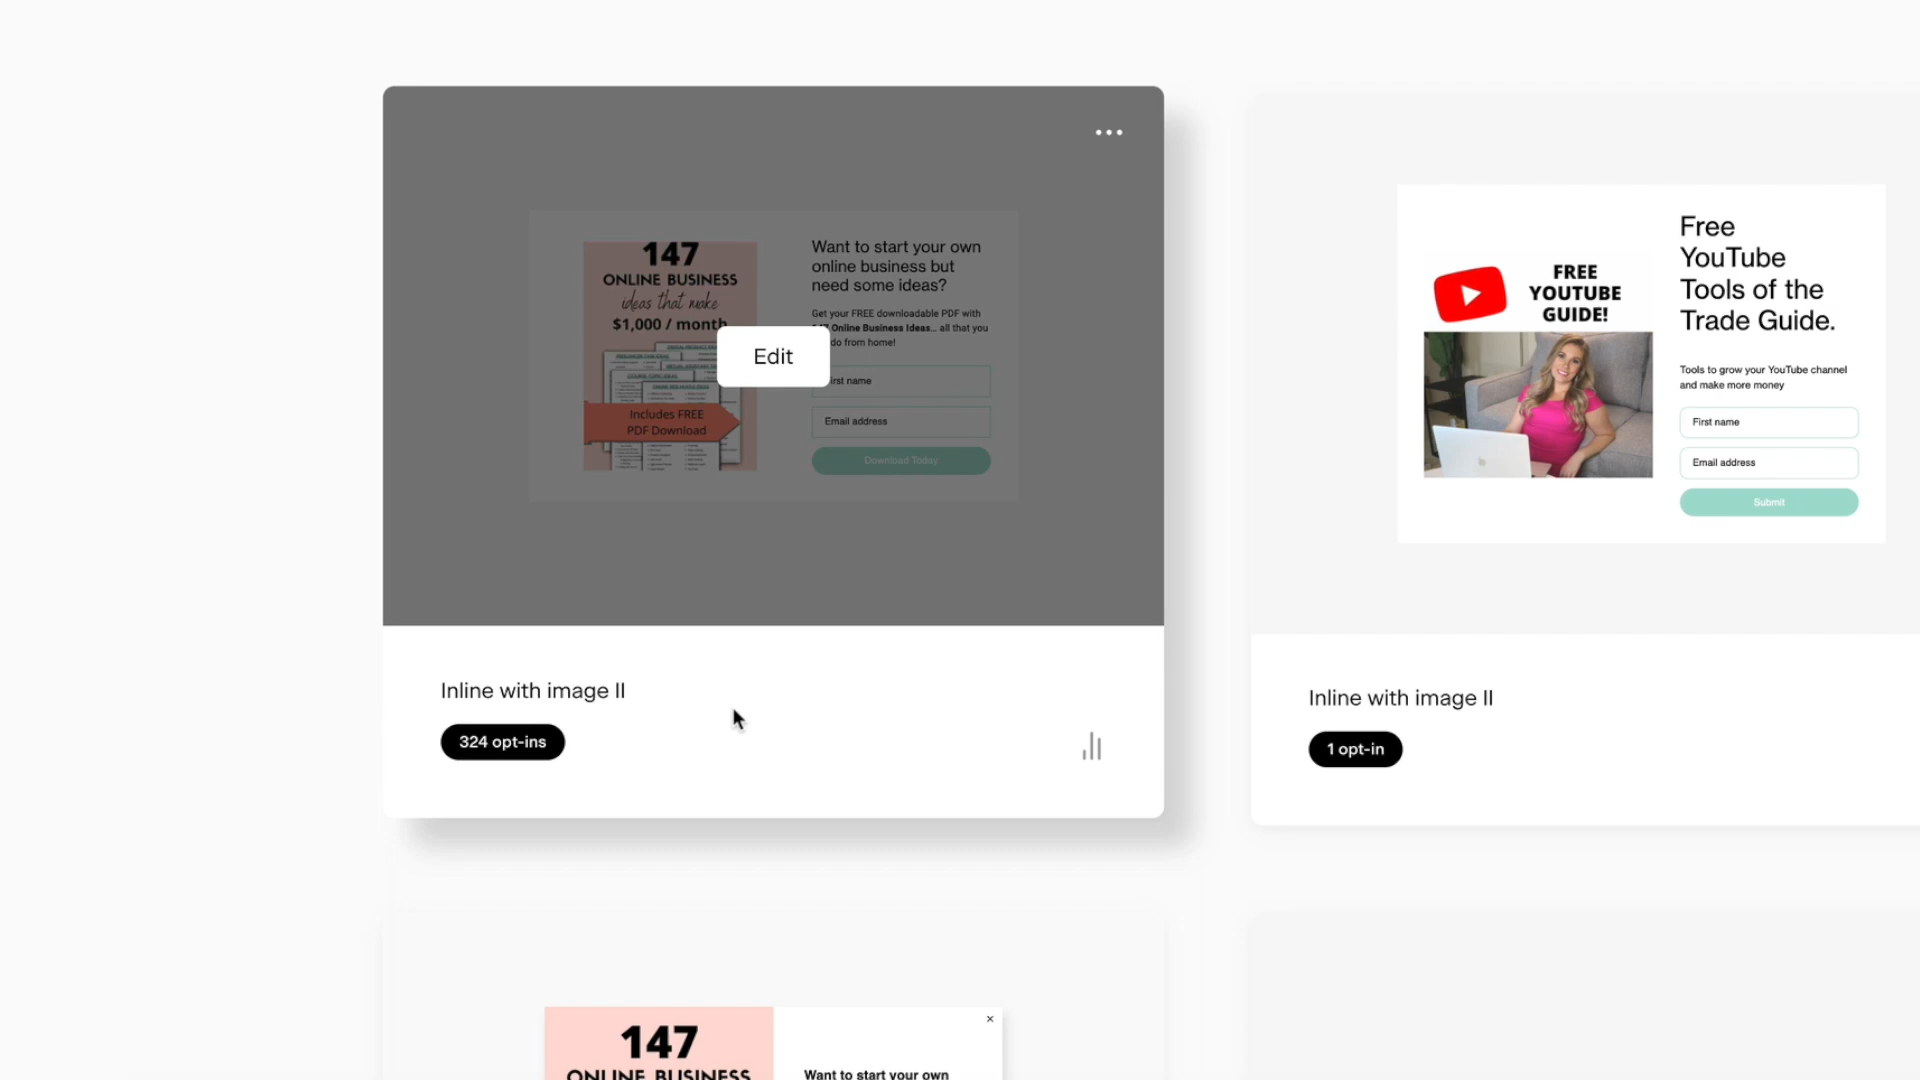 147
ONLINE BUSINESS
ideas that make
$1,000 / month
Includes FREE
PDF Download
Want to start your own
online business but
need some ideas?
Get your FREE downloadable PDF with
Online Business Ideas... all that you
do from home!
Edit
First name
Email address
Download Today
Inline with image II
324 opt-ins
FREE
YOUTUBE
GUIDE!
Free
YouTube
Tools of the
Trade Guide.
Tools to grow your YouTube channel
and make more money
First name
Email address
Submit
Inline with image II
1 opt-in
147
ONLINE BUSINESS
×
Want to start your own